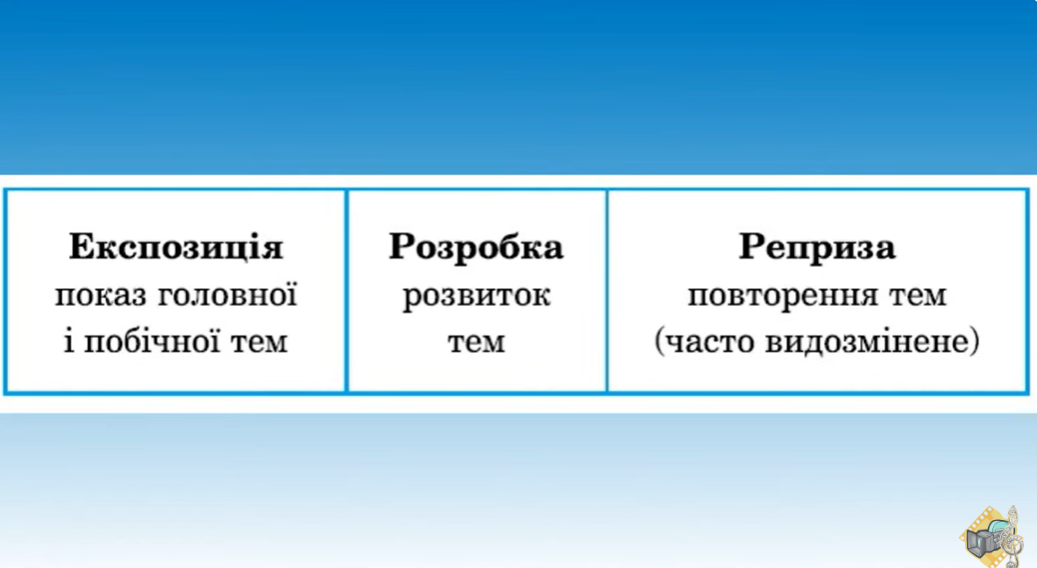 Експозиція
показ головної
і побічної тем
Розробка
розвиток
тем
Реприза
повторення тем
(часто видозмінене)